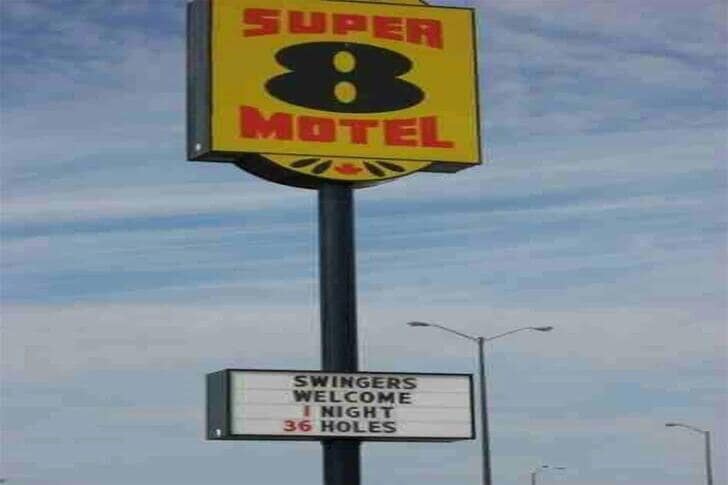 SUPER
8
MOTEL
SWINGERS
WELCOME
1 NIGHT
36 HOLES